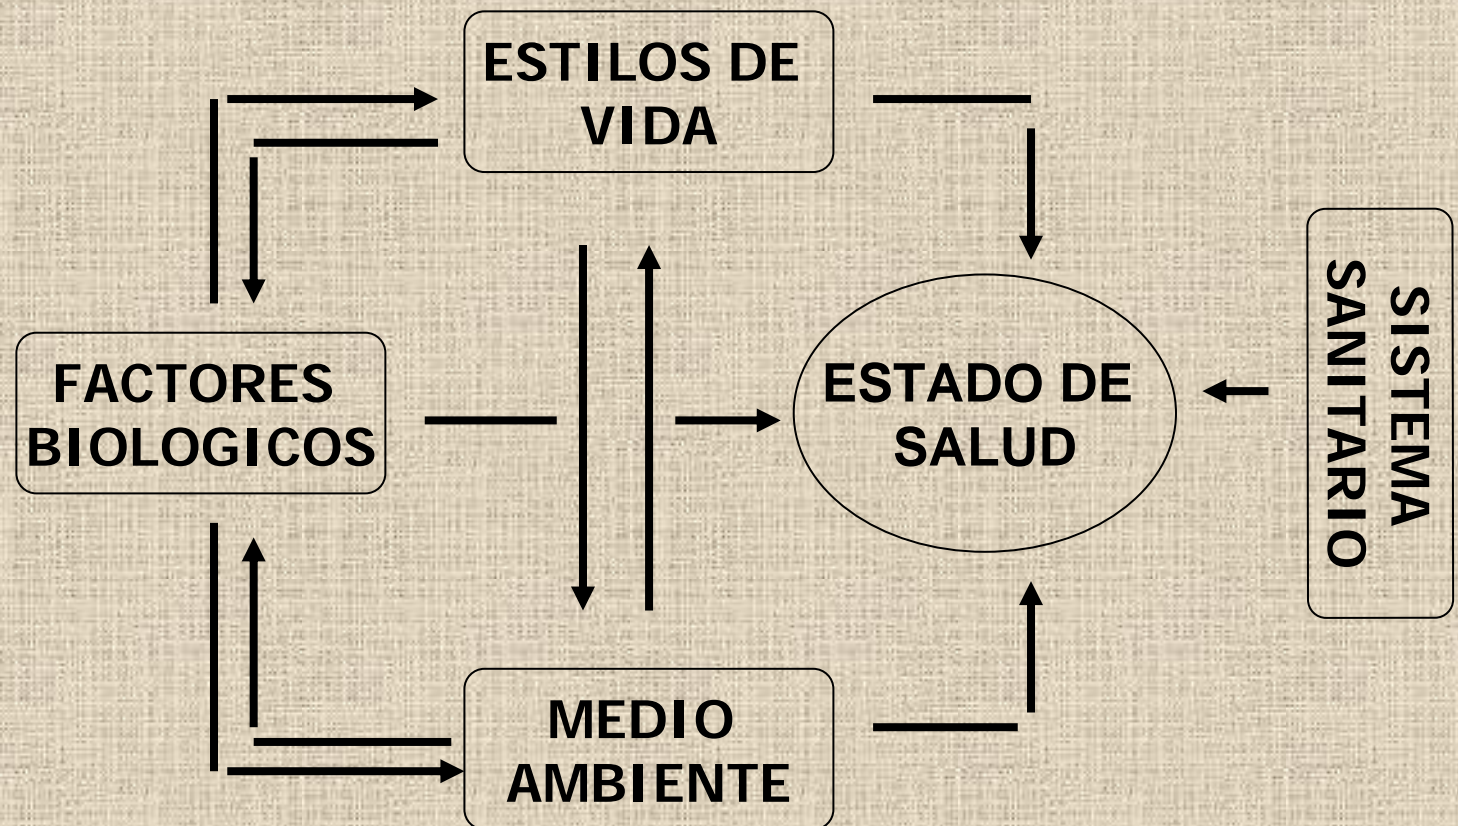 ESTILOS DE
VIDA
FACTORES
BIOLOGICOS
ESTADO DE
SALUD
SISTEMA
SANITARIO
MEDIO
AMBIENTE